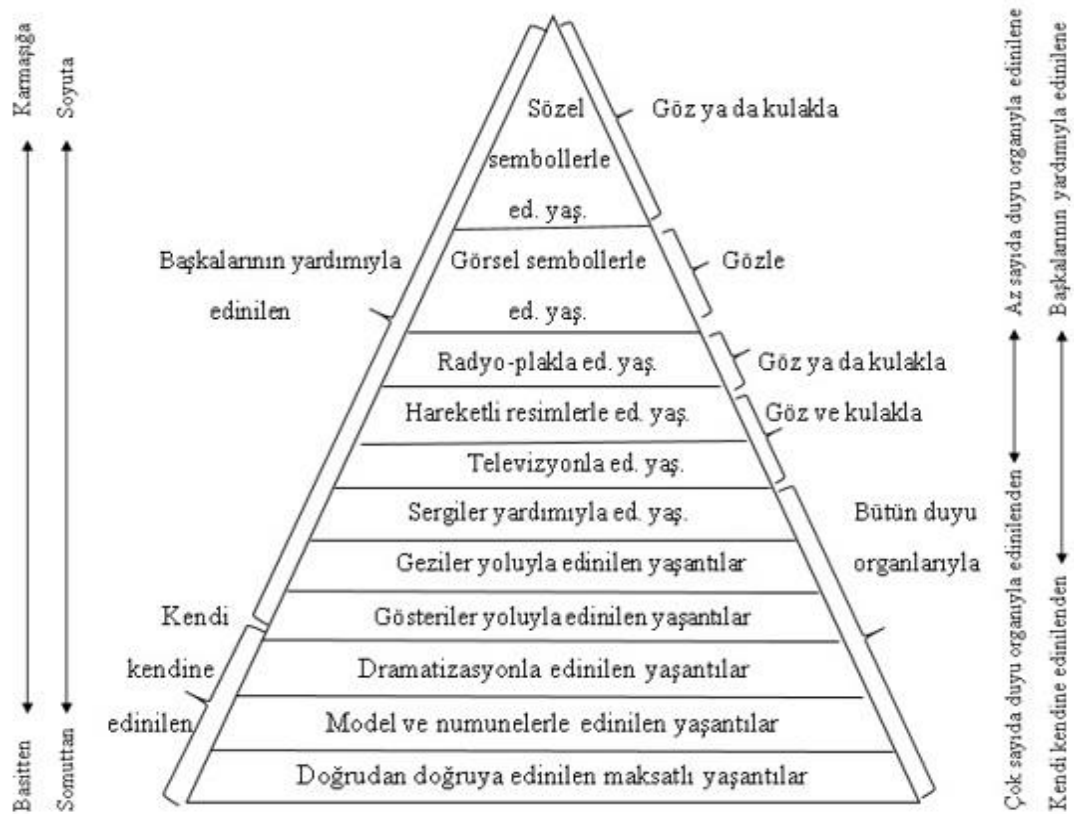 Karmaşığa
Soyuta
Basitten
Somuttan
Sözel
sembollerle
ed. yaş.
Göz ya da kulakla
Başkalarının yardımıyla
edinilen
Görsel sembollerle
ed. yaş.
Gözle
Radyo-plakla ed. yaş.
Göz ya da kulakla
Hareketli resimlerle ed. yaş.
Göz ve kulakla
Televizyonla ed. yaş.
Sergiler yardımıyla ed. yaş.
Bütün duyu
organlarıyla
Geziler yoluyla edinilen yaşantılar
Kendi
kendine
edinilen
Gösteriler yoluyla edinilen yaşantılar
Dramatizasyonla edinilen yaşantılar
Model ve numunelerle edinilen yaşantılar
Doğrudan doğruya edinilen maksatlı yaşantılar
Az sayıda duyu organıyla edinilene
Çok sayıda duyu organıyla edinilenden
Başkalarının yardımıyla edinilene
Kendi kendine edinilenden